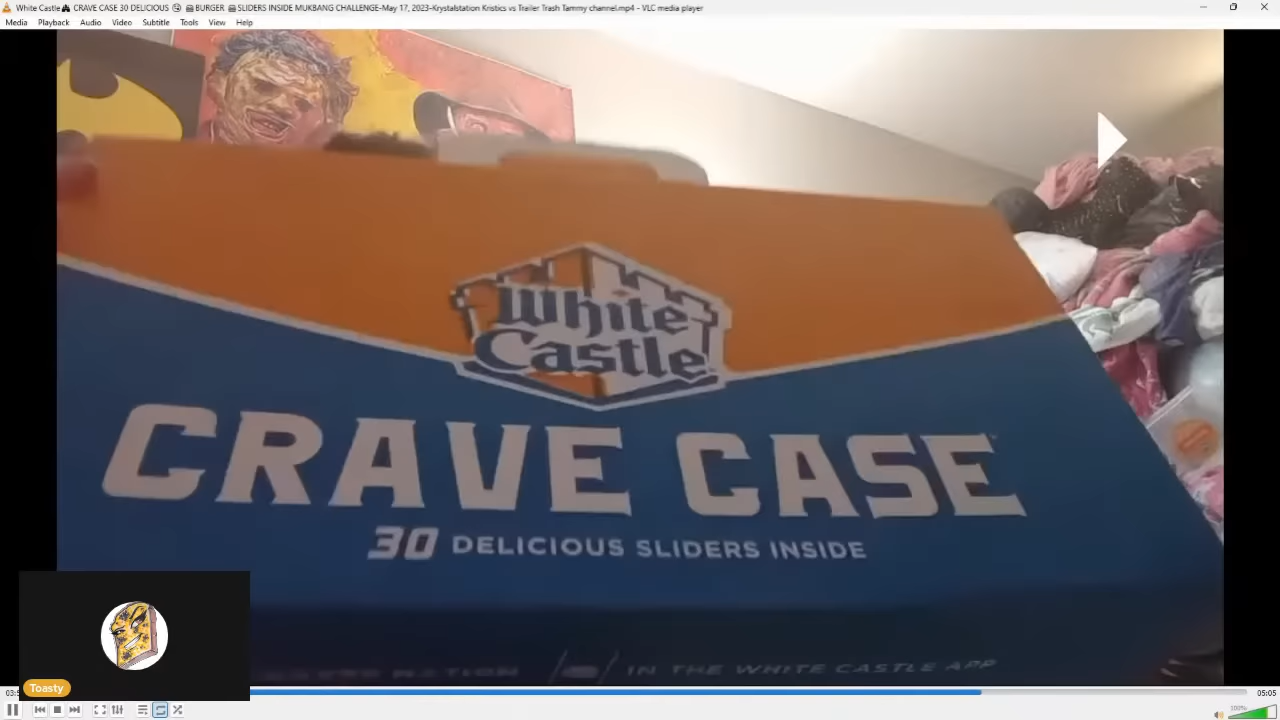 White Castle🏰 CRAVE CASE 30 DELICIOUS 😋 🍔BURGER 🍔SLIDERS INSIDE MUKBANG CHALLENGE-May 17, 2023-Krystalstation Kristics vs Trailer Trash Tammy channel.mp4 - VLC media player
Media Playback Audio Video Subtitle Tools View Help
White
Castle
CRAVE CASE
30 DELICIOUS SLIDERS INSIDE
NATION
IN THE WHITE CASTLE APP
Toasty
05:05
100%